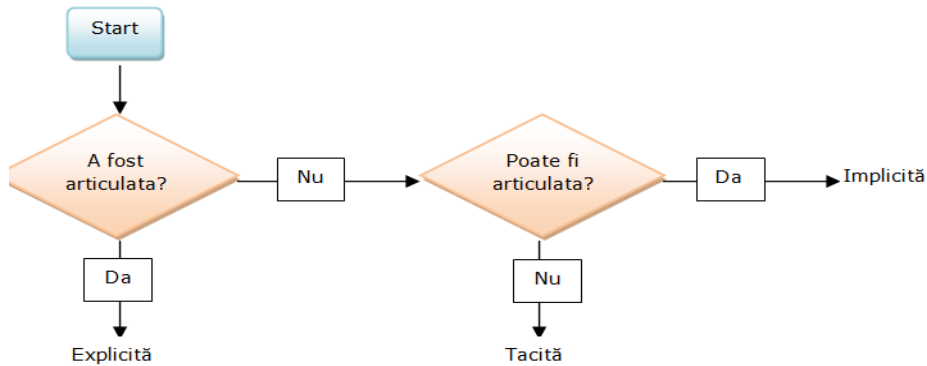 Start
A fost
articulata?
Nu
Poate fi
articulata?
Da
Implicită
Da
Nu
Explicită
Tacită